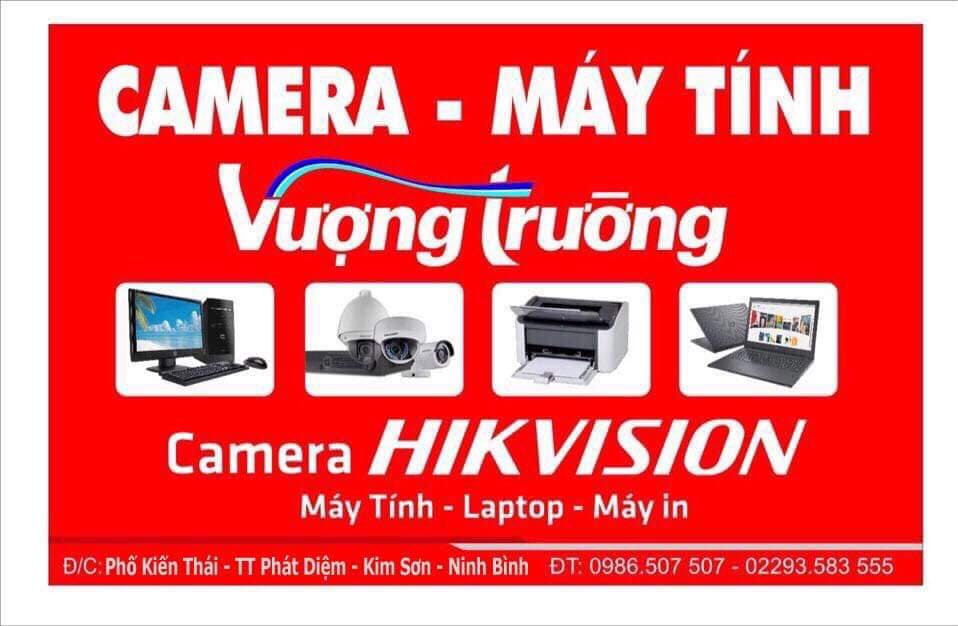 CAMERA - MÁY TÍNH
Vượng trưỡng
Camera HIKVISION
Máy Tính - Laptop - Máy in
Đ/C: Phố Kiến Thái - TT Phát Diệm - Kim Sơn - Ninh Bình ĐT: 0986.507 507 - 02293.583 555